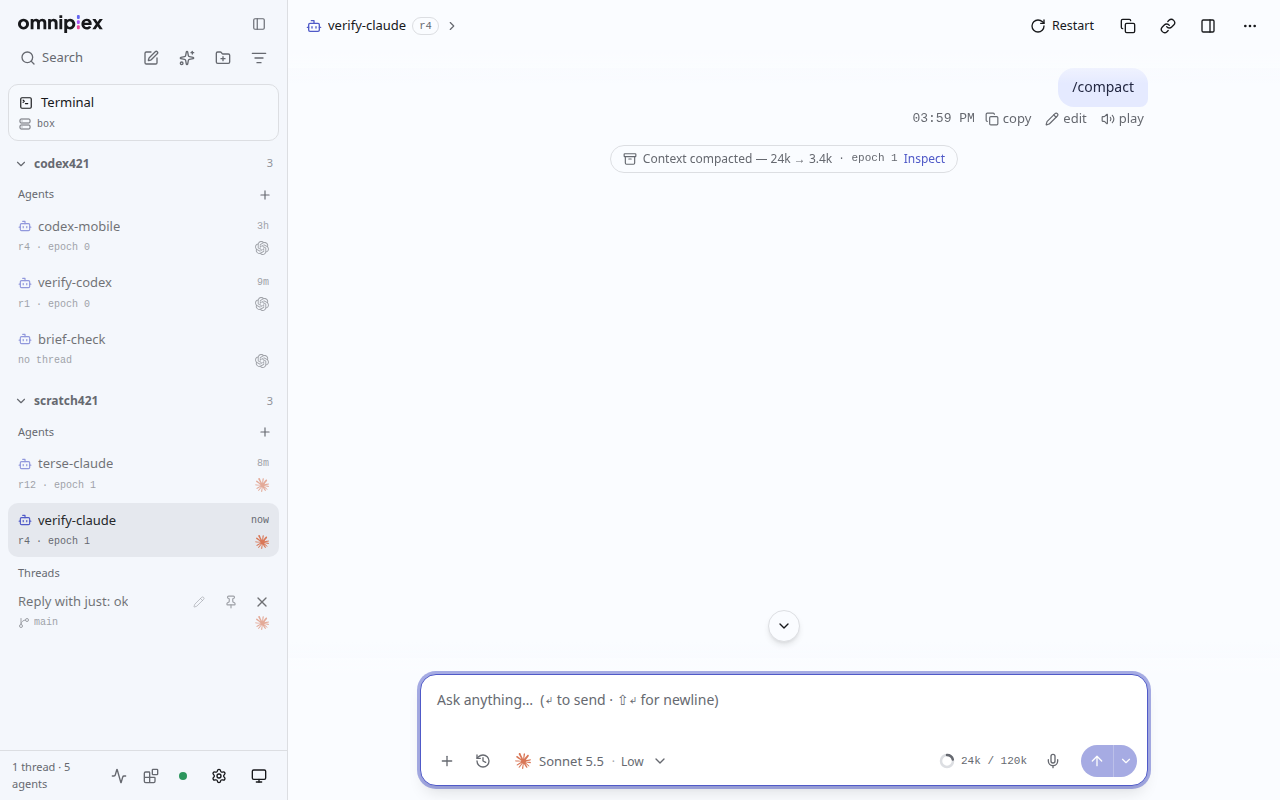 omniplex
Search
Terminal
box
codex421 3
Agents
codex-mobile 3h
r4 · epoch 0
verify-codex 9m
r1 · epoch 0
brief-check
no thread
scratch421 3
Agents
terse-claude 8m
r12 · epoch 1
verify-claude now
r4 · epoch 1
Threads
Reply with just: ok
main
1 thread · 5
agents
verify-claude r4
Restart
/compact
03:59 PM copy edit play
Context compacted — 24k → 3.4k · epoch 1 Inspect
Ask anything... (↵ to send · ⇧↵ for newline)
Sonnet 5.5 · Low
24k / 120k